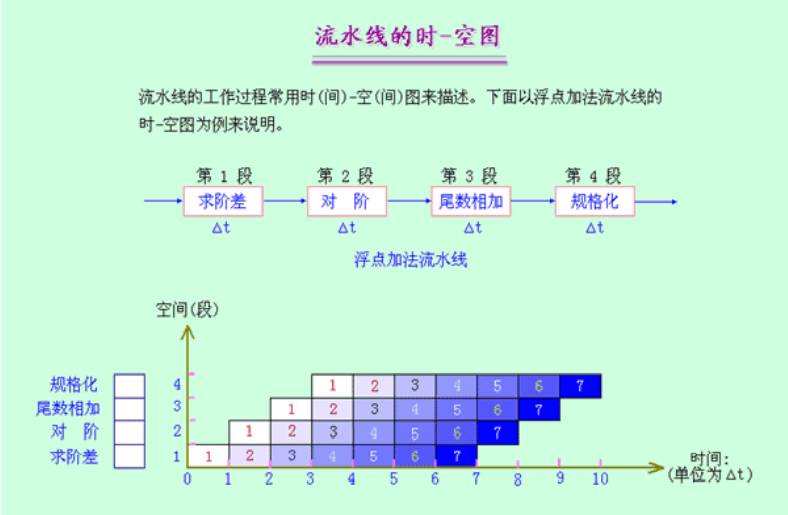 流水线的时-空图
流水线的工作过程常用时(间)-空(间)图来描述。下面以浮点加法流水线的
时-空图为例来说明。
第 1 段 第 2 段 第 3 段 第 4 段
求阶差 对 阶 尾数相加 规格化
Δt Δt Δt Δt
浮点加法流水线
空间(段)
规格化 4 1 2 3 4 5 6 7
尾数相加 3 1 2 3 4 5 6 7
对 阶 2 1 2 3 4 5 6 7
求阶差 1 1 2 3 4 5 6 7
时间:
0 1 2 3 4 5 6 7 8 9 10 (单位为Δt)